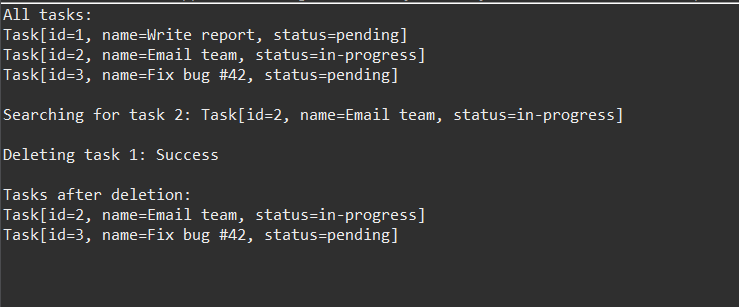 All tasks:
Task[id=1, name=Write report, status=pending]
Task[id=2, name=Email team, status=in-progress]
Task[id=3, name=Fix bug #42, status=pending]
Searching for task 2: Task[id=2, name=Email team, status=in-progress]
Deleting task 1: Success
Tasks after deletion:
Task[id=2, name=Email team, status=in-progress]
Task[id=3, name=Fix bug #42, status=pending]